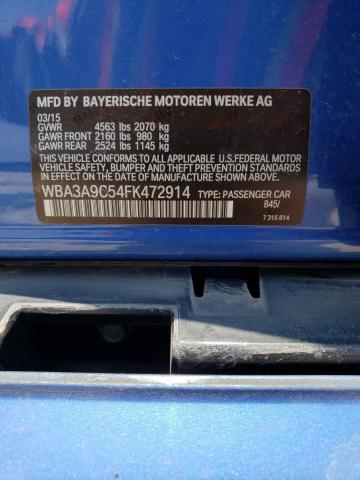 MFD BY BAYERISCHE MOTOREN WERKE AG
03/15
GVWR 4563 lbs 2070 kg
GAWR FRONT 2160 lbs 980 kg
GAWR REAR 2524 lbs 1145 kg
THIS VEHICLE CONFORMS TO ALL APPLICABLE U.S.FEDERAL MOTOR
VEHICLE SAFETY, BUMPER AND THEFT PREVENTION STANDARDS
IN EFFECT ON THE DATE OF MANUFACTURE SHOWN ABOVE.
WBA3A9C54FK472914 TYPE: PASSENGER CAR
845/
7 315 814